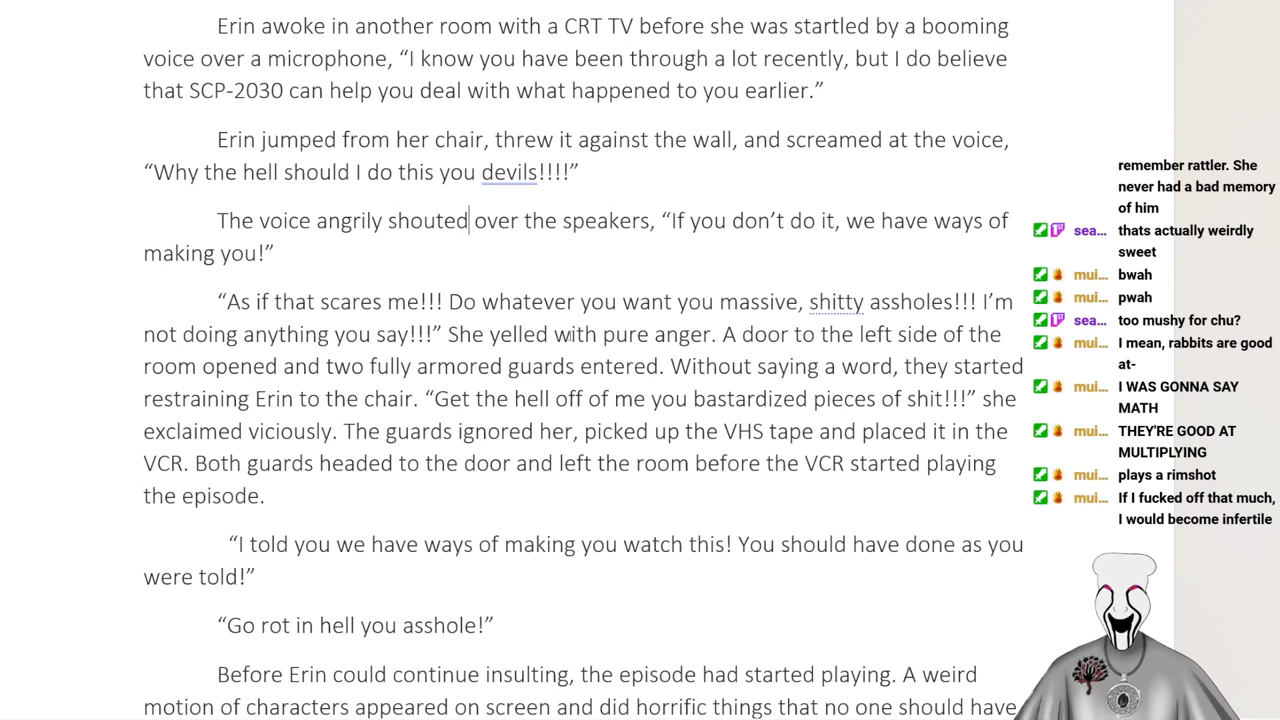 Erin awoke in another room with a CRT TV before she was startled by a booming
voice over a microphone, “I know you have been through a lot recently, but I do believe
that SCP-2030 can help you deal with what happened to you earlier.”
Erin jumped from her chair, threw it against the wall, and screamed at the voice,
“Why the hell should I do this you devils!!!!”
The voice angrily shouted over the speakers, “If you don’t do it, we have ways of
making you!”
“As if that scares me!!! Do whatever you want you massive, shitty assholes!!! I’m
not doing anything you say!!!” She yelled with pure anger. A door to the left side of the
room opened and two fully armored guards entered. Without saying a word, they started
restraining Erin to the chair. “Get the hell off of me you bastardized pieces of shit!!!” she
exclaimed viciously. The guards ignored her, picked up the VHS tape and placed it in the
VCR. Both guards headed to the door and left the room before the VCR started playing
the episode.
“I told you we have ways of making you watch this! You should have done as you
were told!”
“Go rot in hell you asshole!”
Before Erin could continue insulting, the episode had started playing. A weird
motion of characters appeared on screen and did horrific things that no one should have
remember rattler. She
never had a bad memory
of him
sea... thats actually weirdly
sweet
mui... bwah
mui... pwah
sea... too mushy for chu?
mui... I mean, rabbits are good
at-
mui... I WAS GONNA SAY
MATH
mui... THEY'RE GOOD AT
MULTIPLYING
mui... plays a rimshot
mui... If I fucked off that much,
I would become infertile